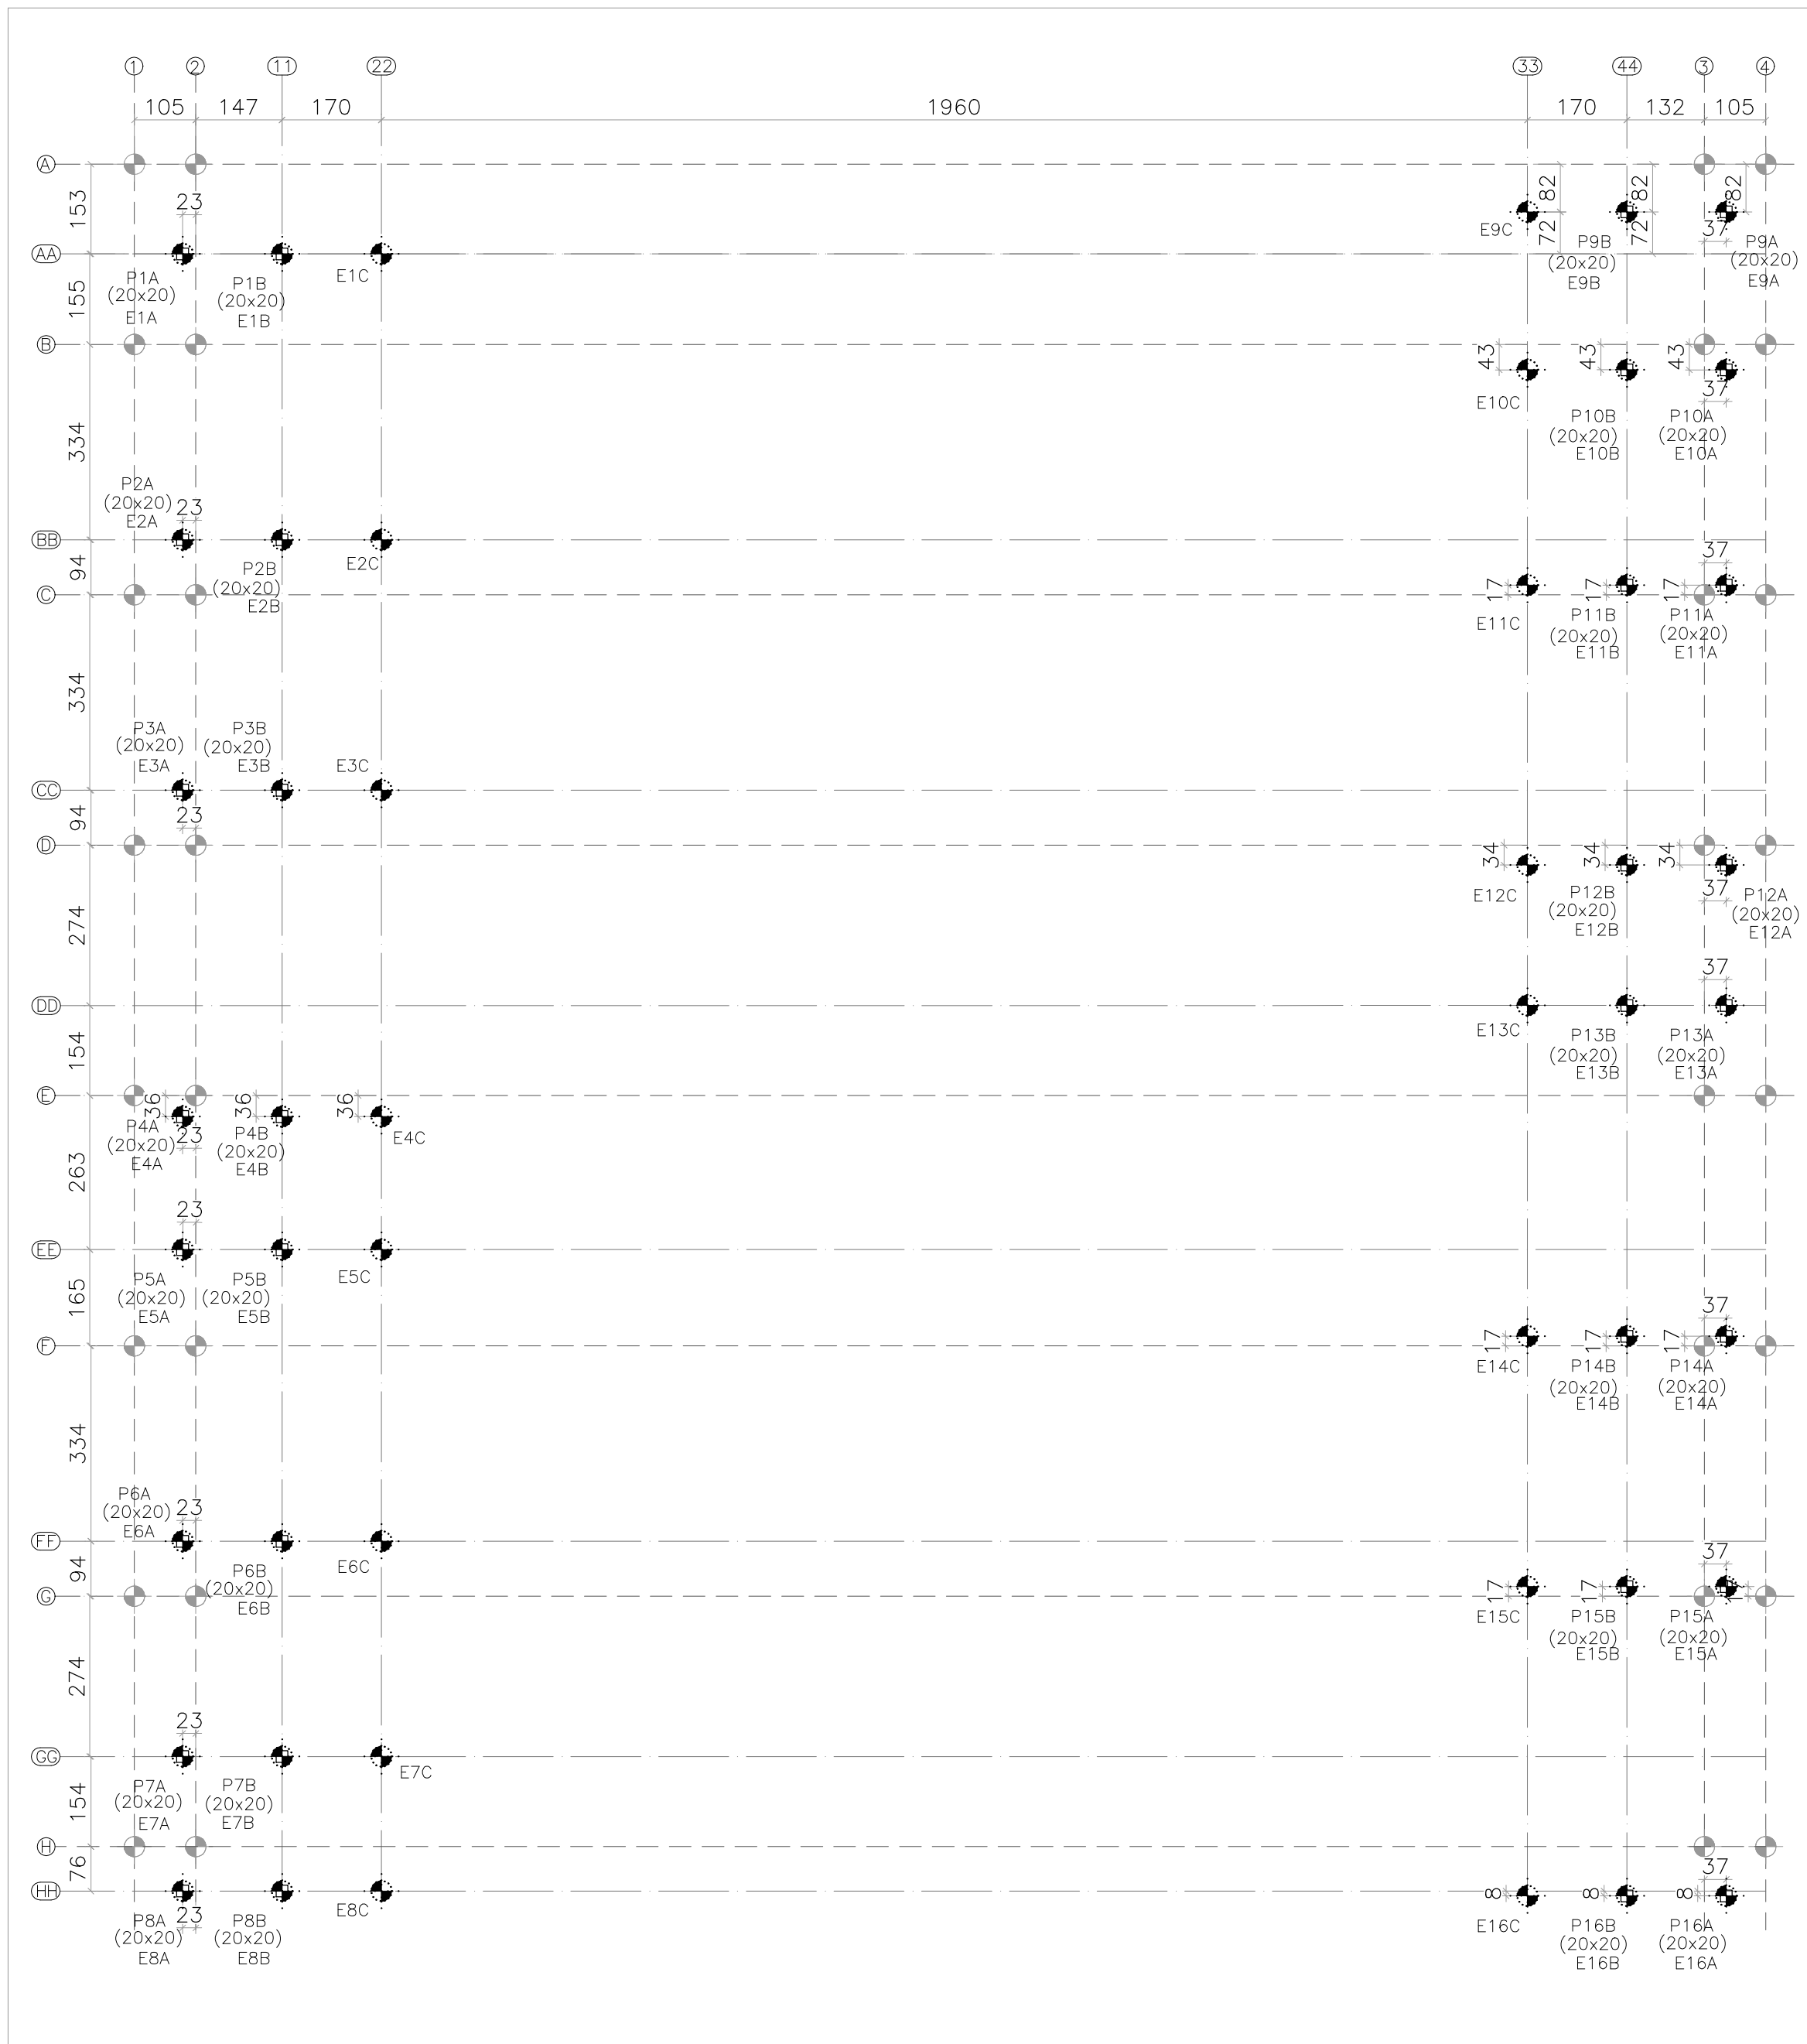 1 2 11 22 33 44 3 4
105 147 170 1960 170 132 105
A
153
23
82 82 82
E9C
72 72
37
P9B
(20x20)
E9B
P9A
(20x20)
E9A
AA
P1A
(20x20)
E1A
P1B
(20x20)
E1B
E1C
155
B
43 43 43
37
E10C
P10B
(20x20)
E10B
P10A
(20x20)
E10A
334
P2A
(20x20)
E2A
23
BB
P2B
(20x20)
E2B
E2C
94
37
C
17 17 17
E11C
P11B
(20x20)
E11B
P11A
(20x20)
E11A
334
P3A
(20x20)
E3A
P3B
(20x20)
E3B
E3C
CC
23
94
D
34 34 34
37
E12C
P12B
(20x20)
E12B
P12A
(20x20)
E12A
274
37
DD
E13C
P13B
(20x20)
E13B
P13A
(20x20)
E13A
154
E
36 36 36
P4A
(20x20)
E4A
23
P4B
(20x20)
E4B
E4C
263
23
EE
P5A
(20x20)
E5A
P5B
(20x20)
E5B
E5C
165
37
F
17 17 17
E14C
P14B
(20x20)
E14B
P14A
(20x20)
E14A
334
P6A
(20x20)
E6A
23
FF
P6B
(20x20)
E6B
E6C
94
37
G
17 17 17
E15C
P15B
(20x20)
E15B
P15A
(20x20)
E15A
274
23
GG
P7A
(20x20)
E7A
P7B
(20x20)
E7B
E7C
154
H
76
37
HH
8 8 8
23
P8A
(20x20)
E8A
P8B
(20x20)
E8B
E8C
E16C
P16B
(20x20)
E16B
P16A
(20x20)
E16A